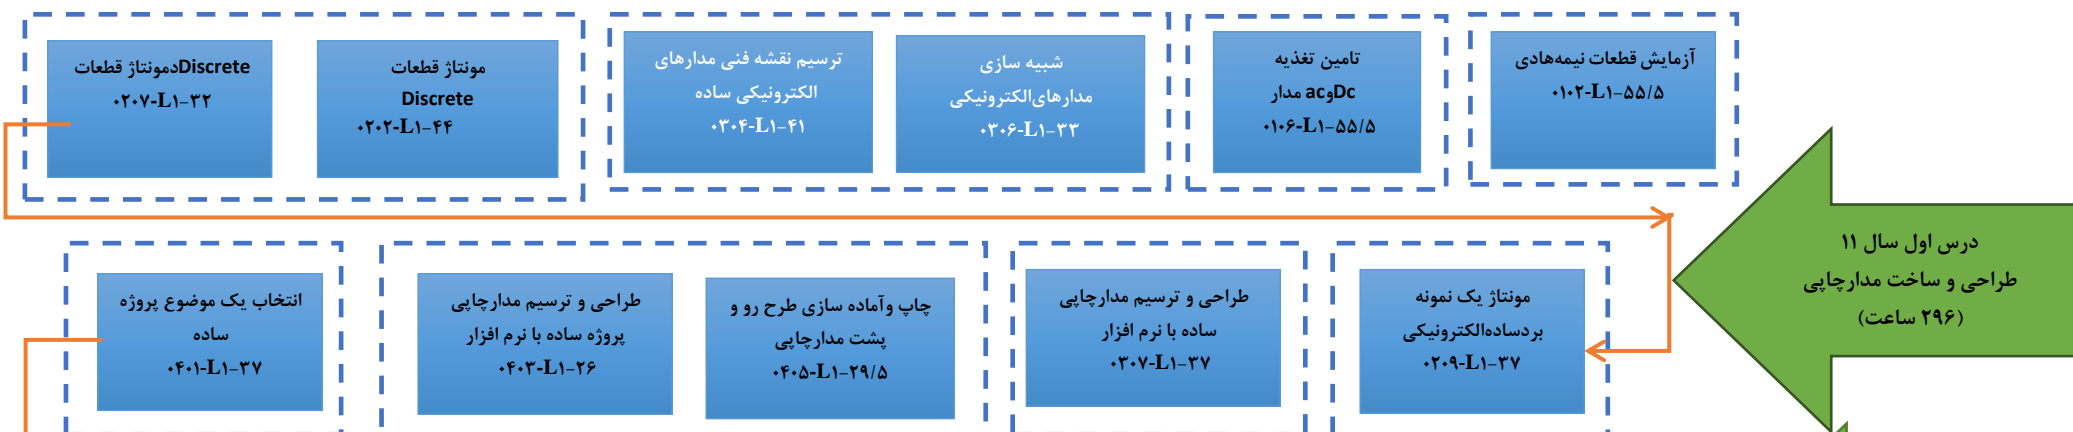 آزمایش قطعات نیمه‌هادی
۰۱۰۲-L۱-۵۵/۵
تامین تغذیه
Dcوac مدار
۰۱۰۶-L۱-۵۵/۵
شبیه سازی
مدارهایالکترونیکی
۰۳۰۶-L۱-۳۳
ترسیم نقشه فنی مدارهای
الکترونیکی ساده
۰۳۰۴-L۱-۴۱
مونتاژ قطعات
Discrete
۰۲۰۲-L۱-۴۴
Discreteدمونتاژ قطعات
۰۲۰۷-L۱-۳۲
درس اول سال ۱۱
طراحی و ساخت مدارچاپی
(۲۹۶ ساعت)
مونتاژ یک نمونه
بردسادهالکترونیکی
۰۲۰۹-L۱-۳۷
طراحی و ترسیم مدارچاپی
ساده با نرم افزار
۰۳۰۷-L۱-۳۷
چاپ وآماده سازی طرح رو و
پشت مدارچاپی
۰۴۰۵-L۱-۲۹/۵
طراحی و ترسیم مدارچاپی
پروژه ساده با نرم افزار
۰۴۰۳-L۱-۲۶
انتخاب یک موضوع پروژه
ساده
۰۴۰۱-L۱-۳۷